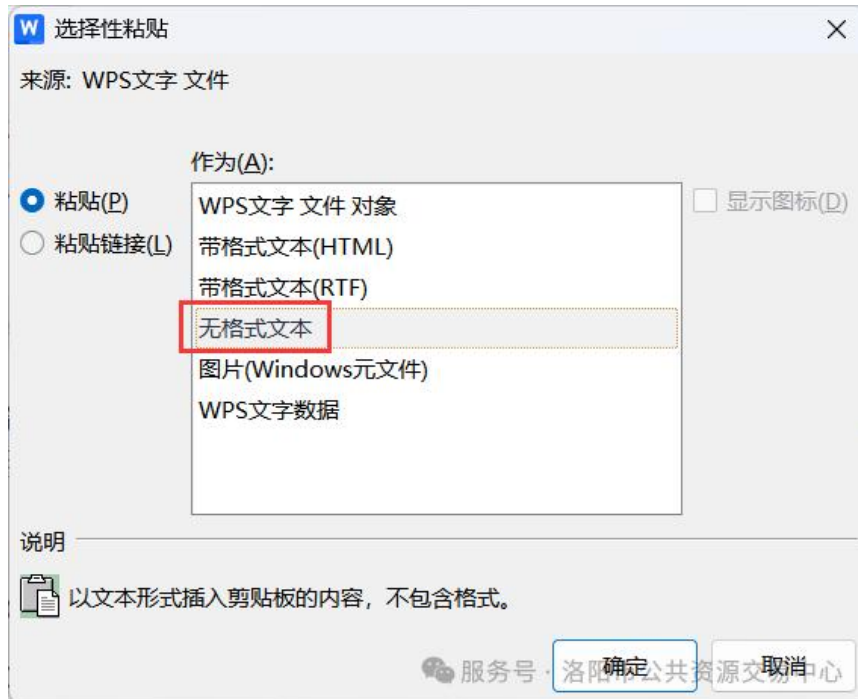 W 选择性粘贴
来源: WPS文字 文件
作为(A):
粘贴(P)
粘贴链接(L)
WPS文字 文件 对象
带格式文本(HTML)
带格式文本(RTF)
无格式文本
图片(Windows元文件)
WPS文字数据
显示图标(D)
说明
以文本形式插入剪贴板的内容，不包含格式。
确定
取消
服务号 · 洛阳市公共资源交易中心